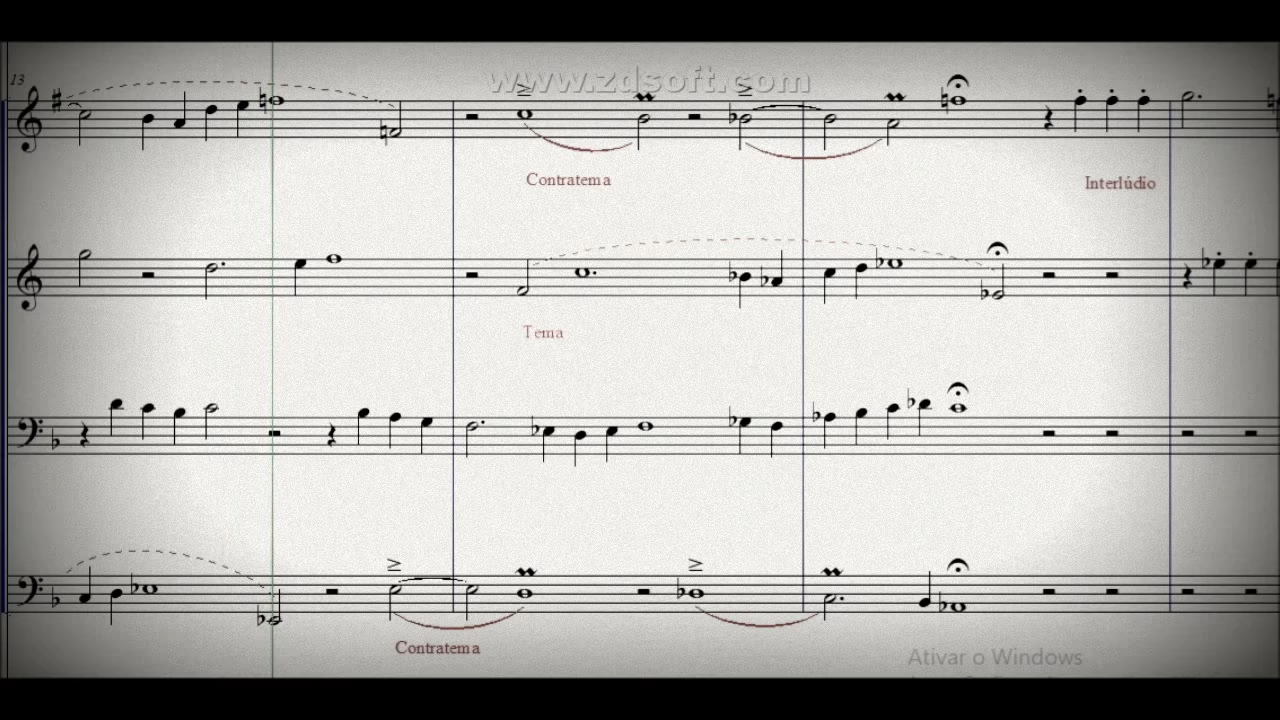 www.zdsoft.com
13
Contratema
Interlúdio
Tema
Contratema
Ativar o Windows